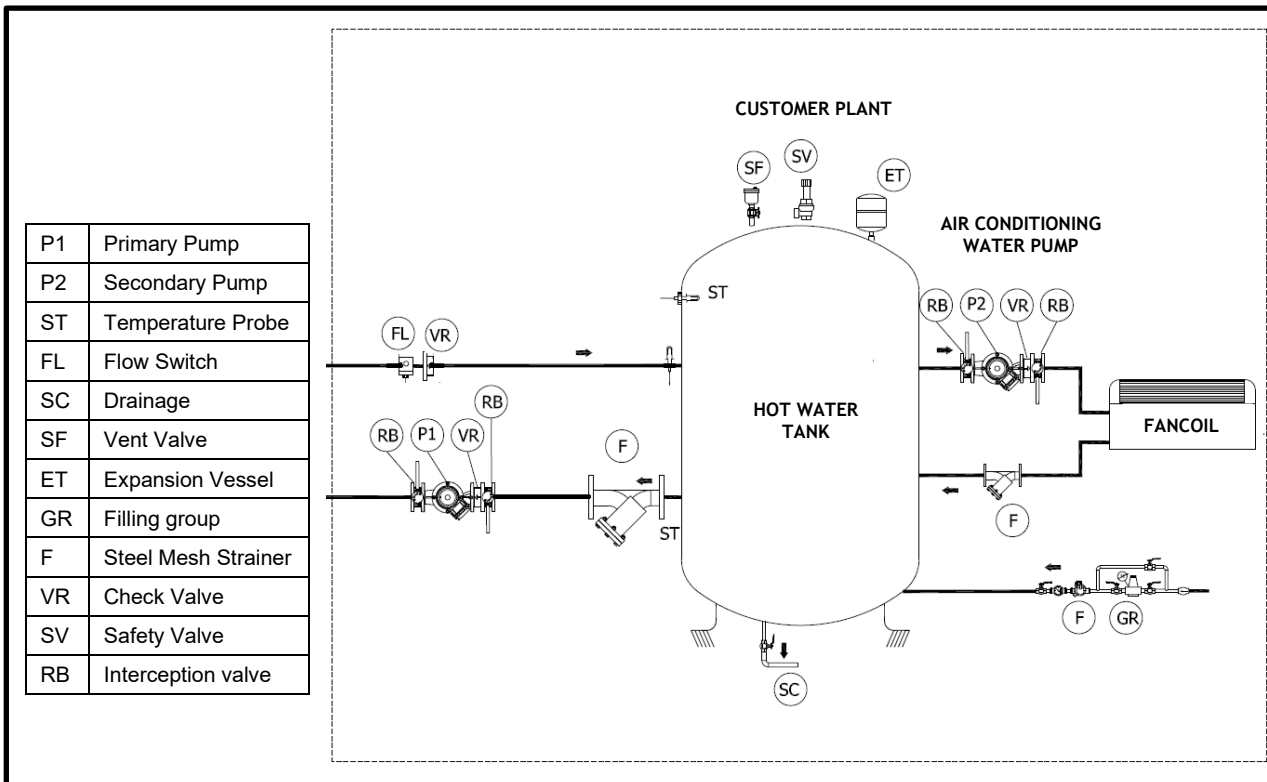 CUSTOMER PLANT
SF
SV
ET
AIR CONDITIONING
WATER PUMP
P1 Primary Pump
P2 Secondary Pump
ST Temperature Probe
FL Flow Switch
SC Drainage
SF Vent Valve
ET Expansion Vessel
GR Filling group
F Steel Mesh Strainer
VR Check Valve
SV Safety Valve
RB Interception valve
ST
RB P2 VR RB
FL VR
RB
RB P1 VR
F
HOT WATER
TANK
FANCOIL
ST
F
F GR
SC